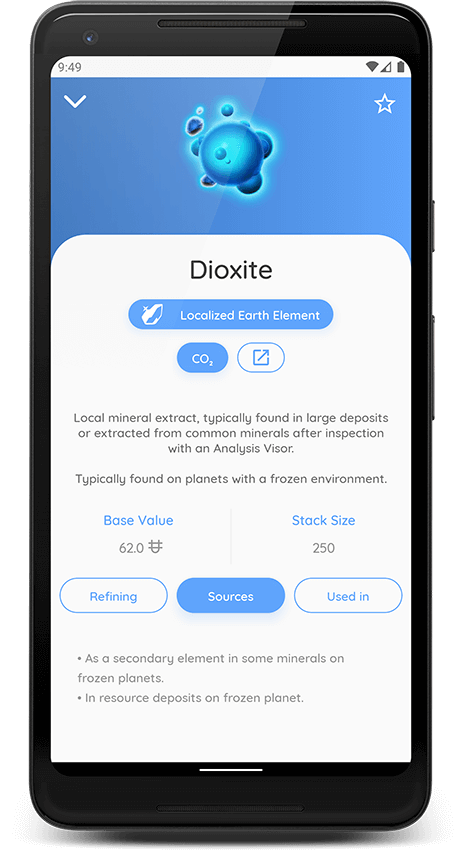 9:49
Dioxite
Localized Earth Element
CO₂
Local mineral extract, typically found in large deposits
or extracted from common minerals after inspection
with an Analysis Visor.
Typically found on planets with a frozen environment.
Base Value
Stack Size
62.0
250
Refining
Sources
Used in
• As a secondary element in some minerals on
frozen planets.
• In resource deposits on frozen planet.